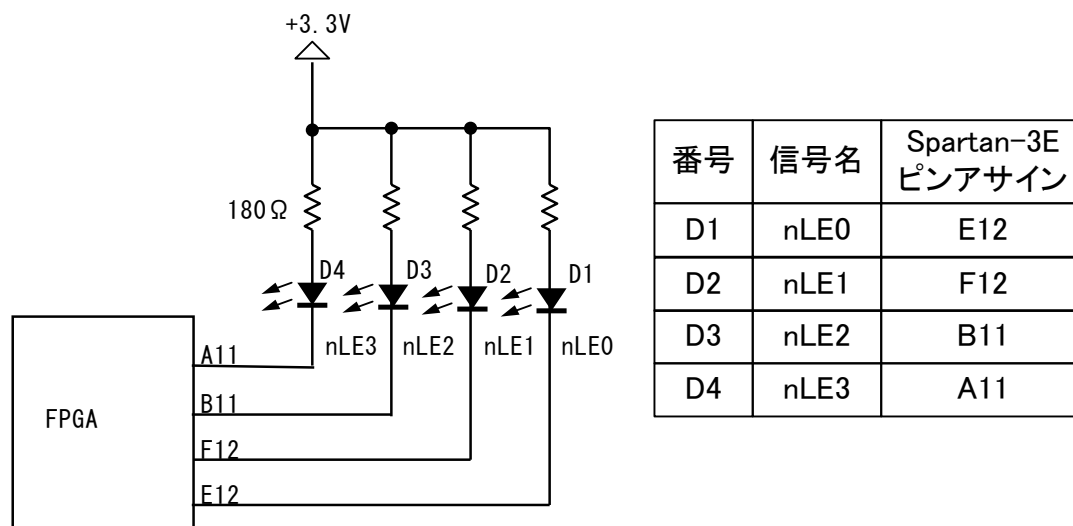 +3.3V
180Ω
D4
D3
D2
D1
nLE3
nLE2
nLE1
nLE0
FPGA
A11
B11
F12
E12
番号 信号名 Spartan-3E
ピンアサイン
D1 nLE0 E12
D2 nLE1 F12
D3 nLE2 B11
D4 nLE3 A11